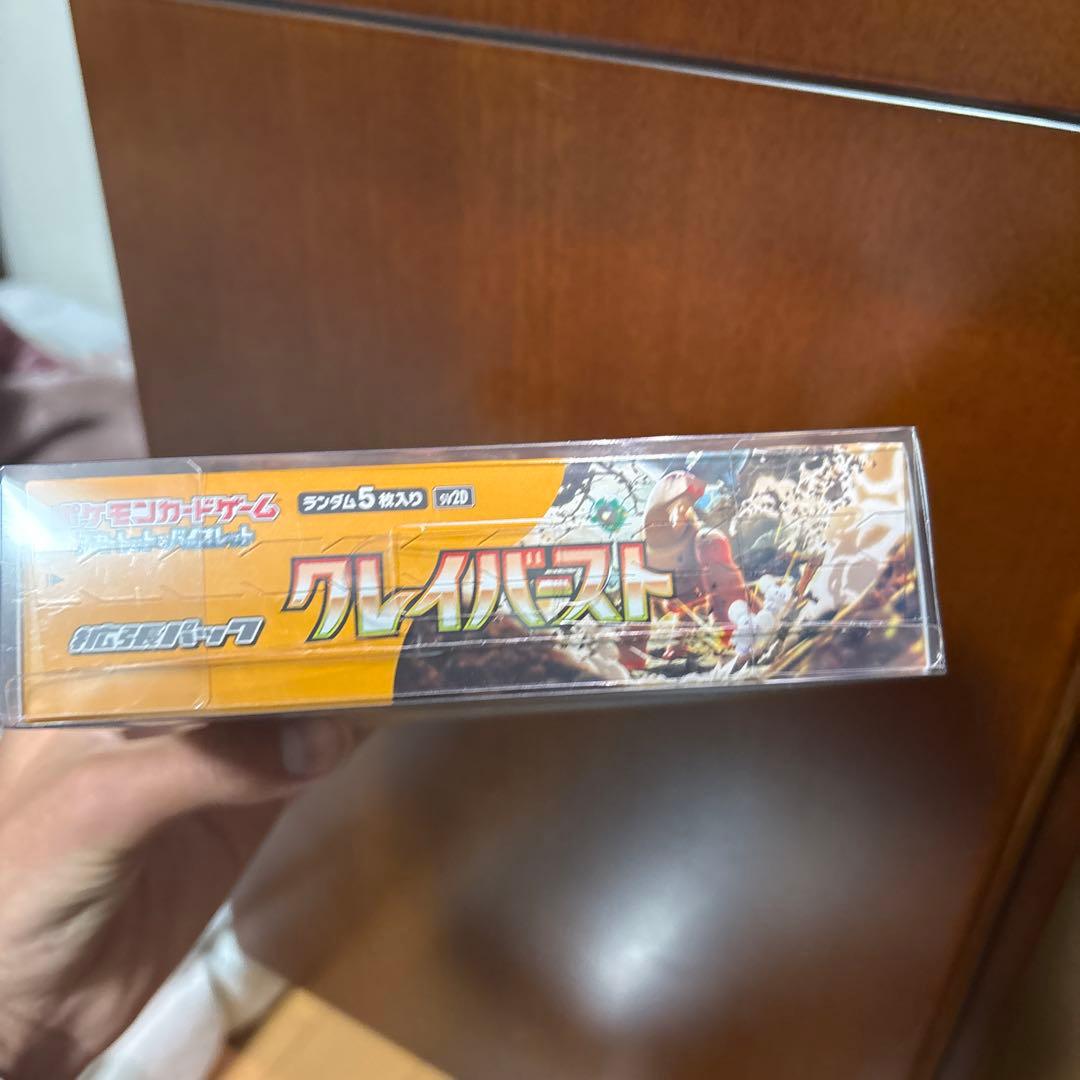 ポケモンカードゲーム
スカーレット&バイオレット
ランダム5枚入り SV2D
クレイバースト
拡張パック